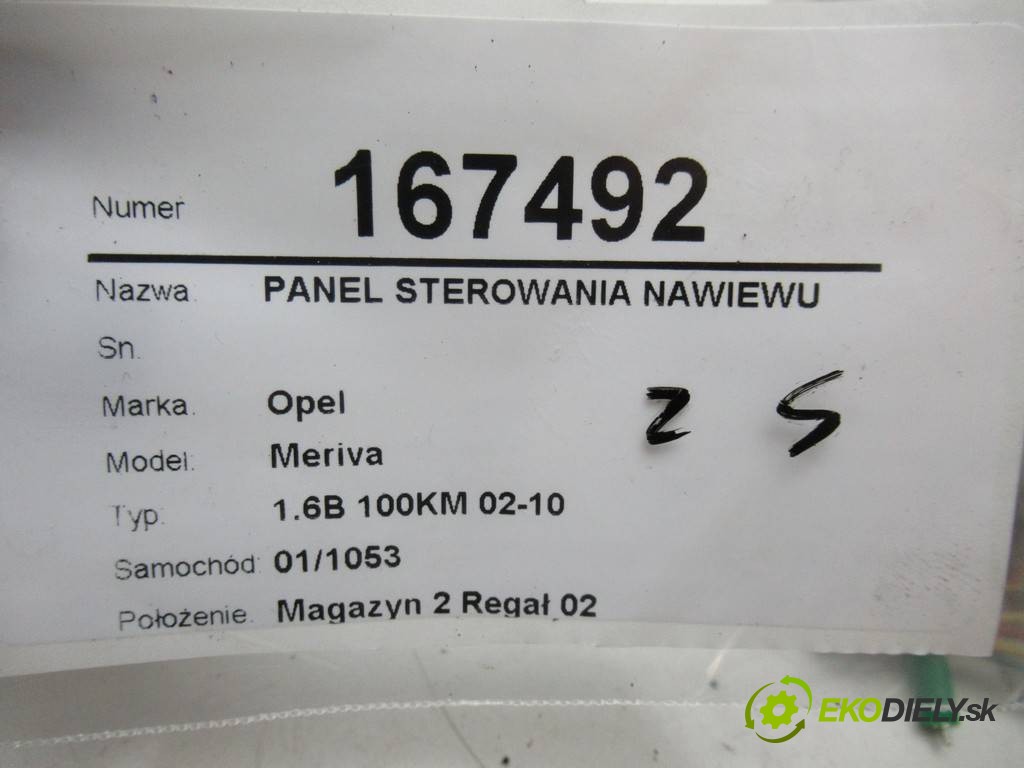 Numer 167492
Nazwa. PANEL STEROWANIA NAWIEWU
Sn.
Marka. Opel
Model: Meriva
Typ: 1.6B 100KM 02-10
Samochód: 01/1053
Położenie. Magazyn 2 Regał 02
2 S
EKODIELY.sk